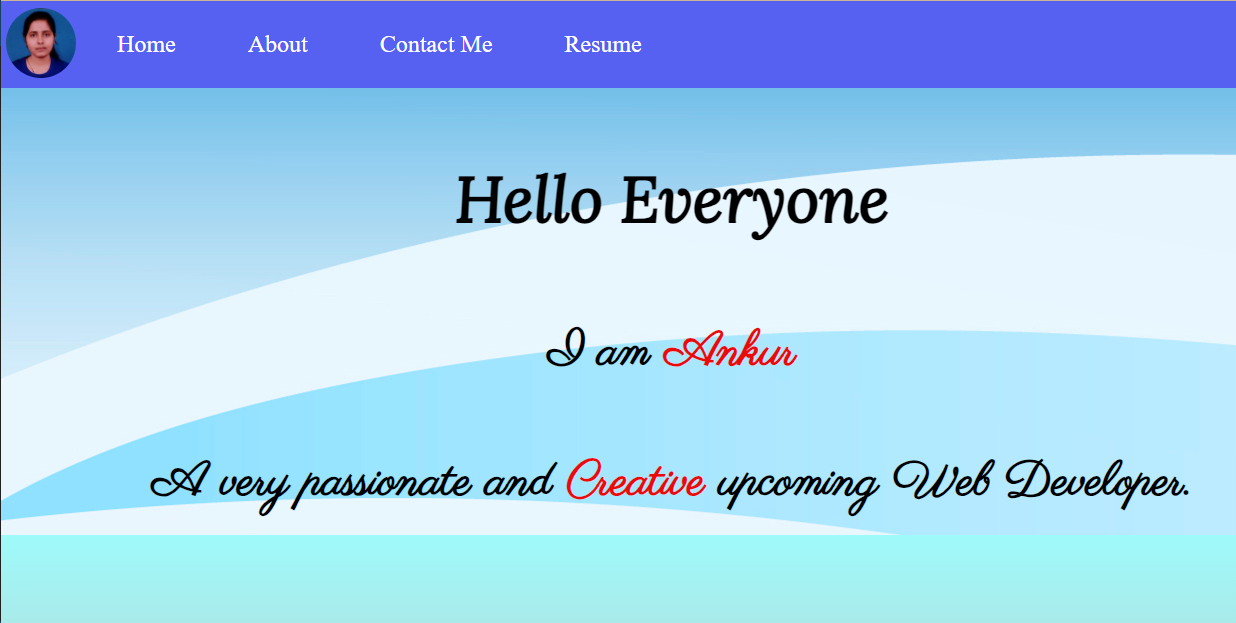 Home About Contact Me Resume
Hello Everyone
I am Ankur
A very passionate and Creative upcoming Web Developer.